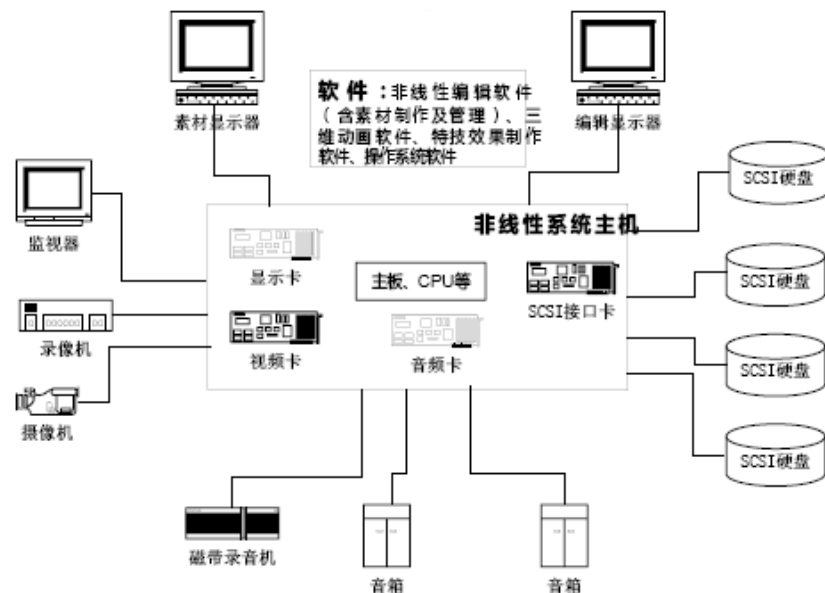 素材显示器
软件：非线性编辑软件
（含素材制作及管理）、三
维动画软件、特技效果制作
软件、操作系统软件
编辑显示器
SCSI硬盘
监视器
非线性系统主机
显示卡
主板、CPU等
SCSI接口卡
SCSI硬盘
录像机
视频卡
音频卡
SCSI硬盘
摄像机
SCSI硬盘
磁带录音机
音箱
音箱